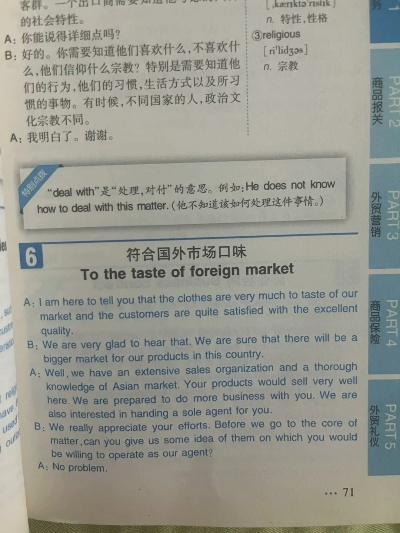 的社会特性。
A：你能说得详细点吗？
B：好的。你需要知道他们喜欢什么，不喜欢什
么，他们信仰什么宗教？特别是需要知道他
们的行为，他们的习惯，生活方式以及所习
惯的事物。有时候，不同国家的人，政治文
化宗教不同。
A：我明白了。谢谢。
n. 特性，性格
③religious
[riˈlidʒəs]
n. 宗教
特别点拨
“deal with”是“处理，对付”的意思。例如：He does not know
how to deal with this matter.（他不知道该如何处理这件事情。）
6
符合国外市场口味
To the taste of foreign market
A：I am here to tell you that the clothes are very much to taste of our
market and the customers are quite satisfied with the excellent
quality.
B：We are very glad to hear that. We are sure that there will be a
bigger market for our products in this country.
A：Well, we have an extensive sales organization and a thorough
knowledge of Asian market. Your products would sell very well
here. We are prepared to do more business with you. We are
also interested in handing a sole agent for you.
B：We really appreciate your efforts. Before we go to the core of
matter, can you give us some idea of them on which you would
be willing to operate as our agent?
A：No problem.
··· 71
1
PART 2
商品报关
PART 3
外贸营销
PART 4
商品保险
PART 5
外贸礼仪